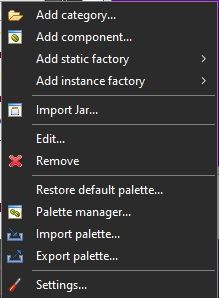 Add category...
Add component...
Add static factory
Add instance factory
Import Jar...
Edit...
Remove
Restore default palette...
Palette manager...
Import palette...
Export palette...
Settings...